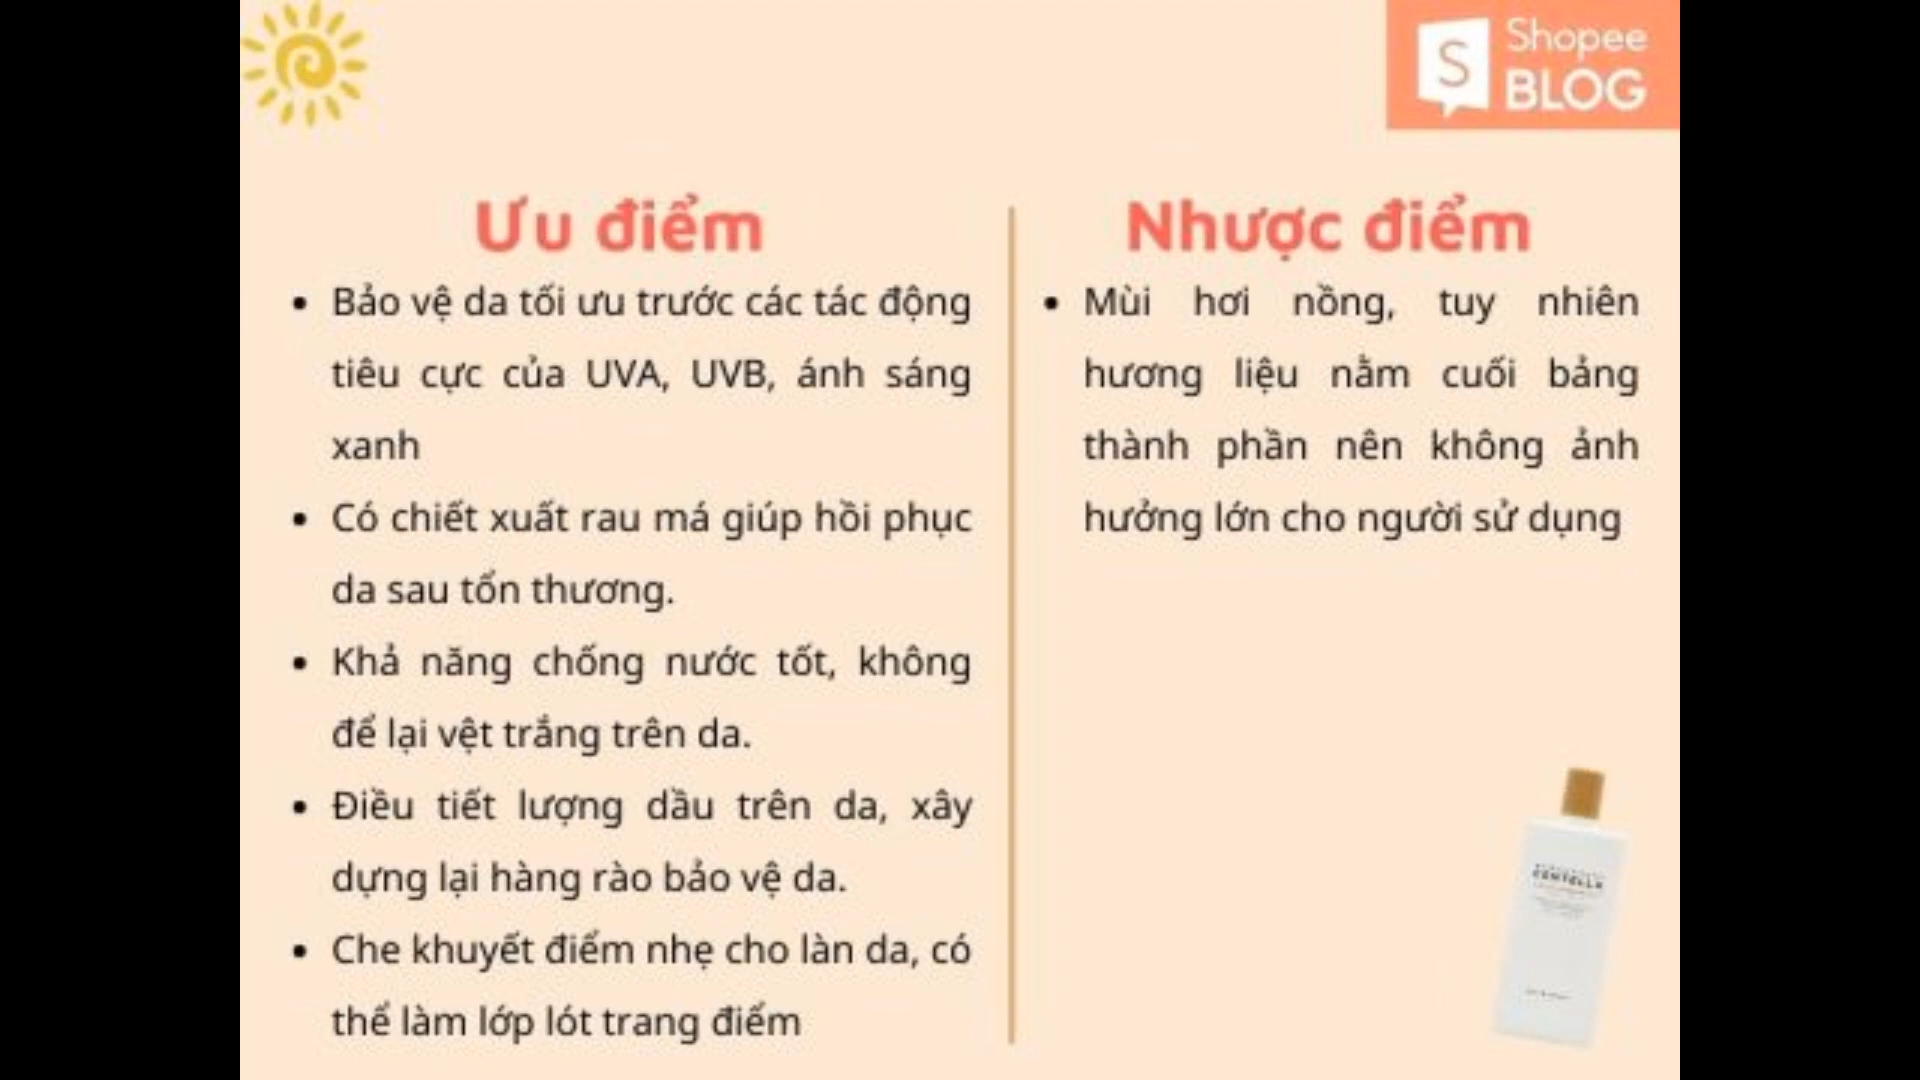 Shopee
BLOG
Ưu điểm
Bảo vệ da tối ưu trước các tác động
tiêu cực của UVA, UVB, ánh sáng
xanh
Có chiết xuất rau má giúp hồi phục
da sau tổn thương.
Khả năng chống nước tốt, không
để lại vệt trắng trên da.
Điều tiết lượng dầu trên da, xây
dựng lại hàng rào bảo vệ da.
Che khuyết điểm nhẹ cho làn da, có
thể làm lớp lót trang điểm
Nhược điểm
Mùi hơi nồng, tuy nhiên
hương liệu nằm cuối bảng
thành phần nên không ảnh
hưởng lớn cho người sử dụng
CENTELLA